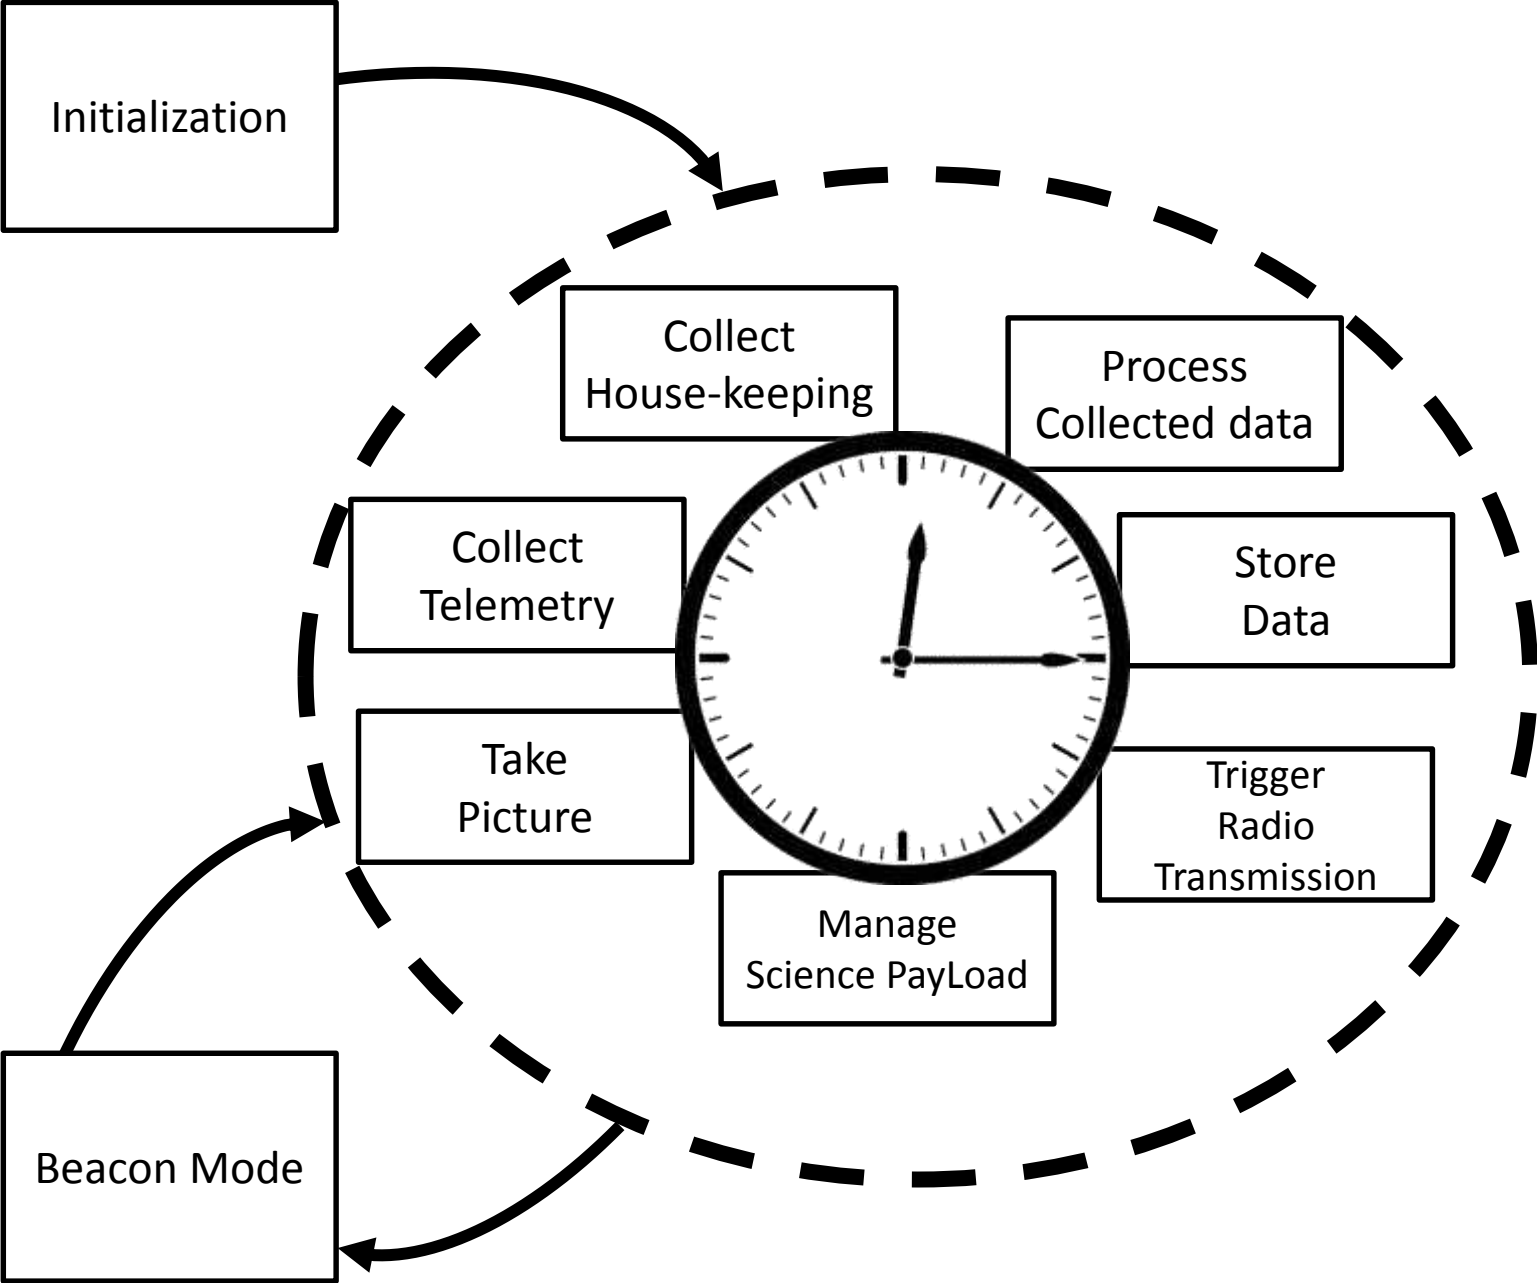 Initialization
Collect
House-keeping
Process
Collected data
Collect
Telemetry
Store
Data
Take
Picture
Trigger
Radio
Transmission
Manage
Science PayLoad
Beacon Mode